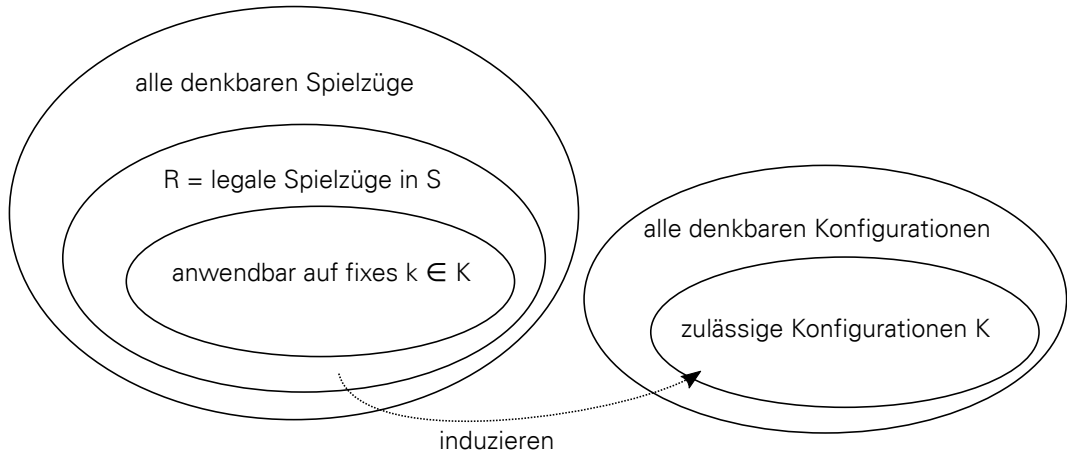 alle denkbaren Spielzüge
R = legale Spielzüge in S
anwendbar auf fixes k ∈ K
alle denkbaren Konfigurationen
zulässige Konfigurationen K
induzieren